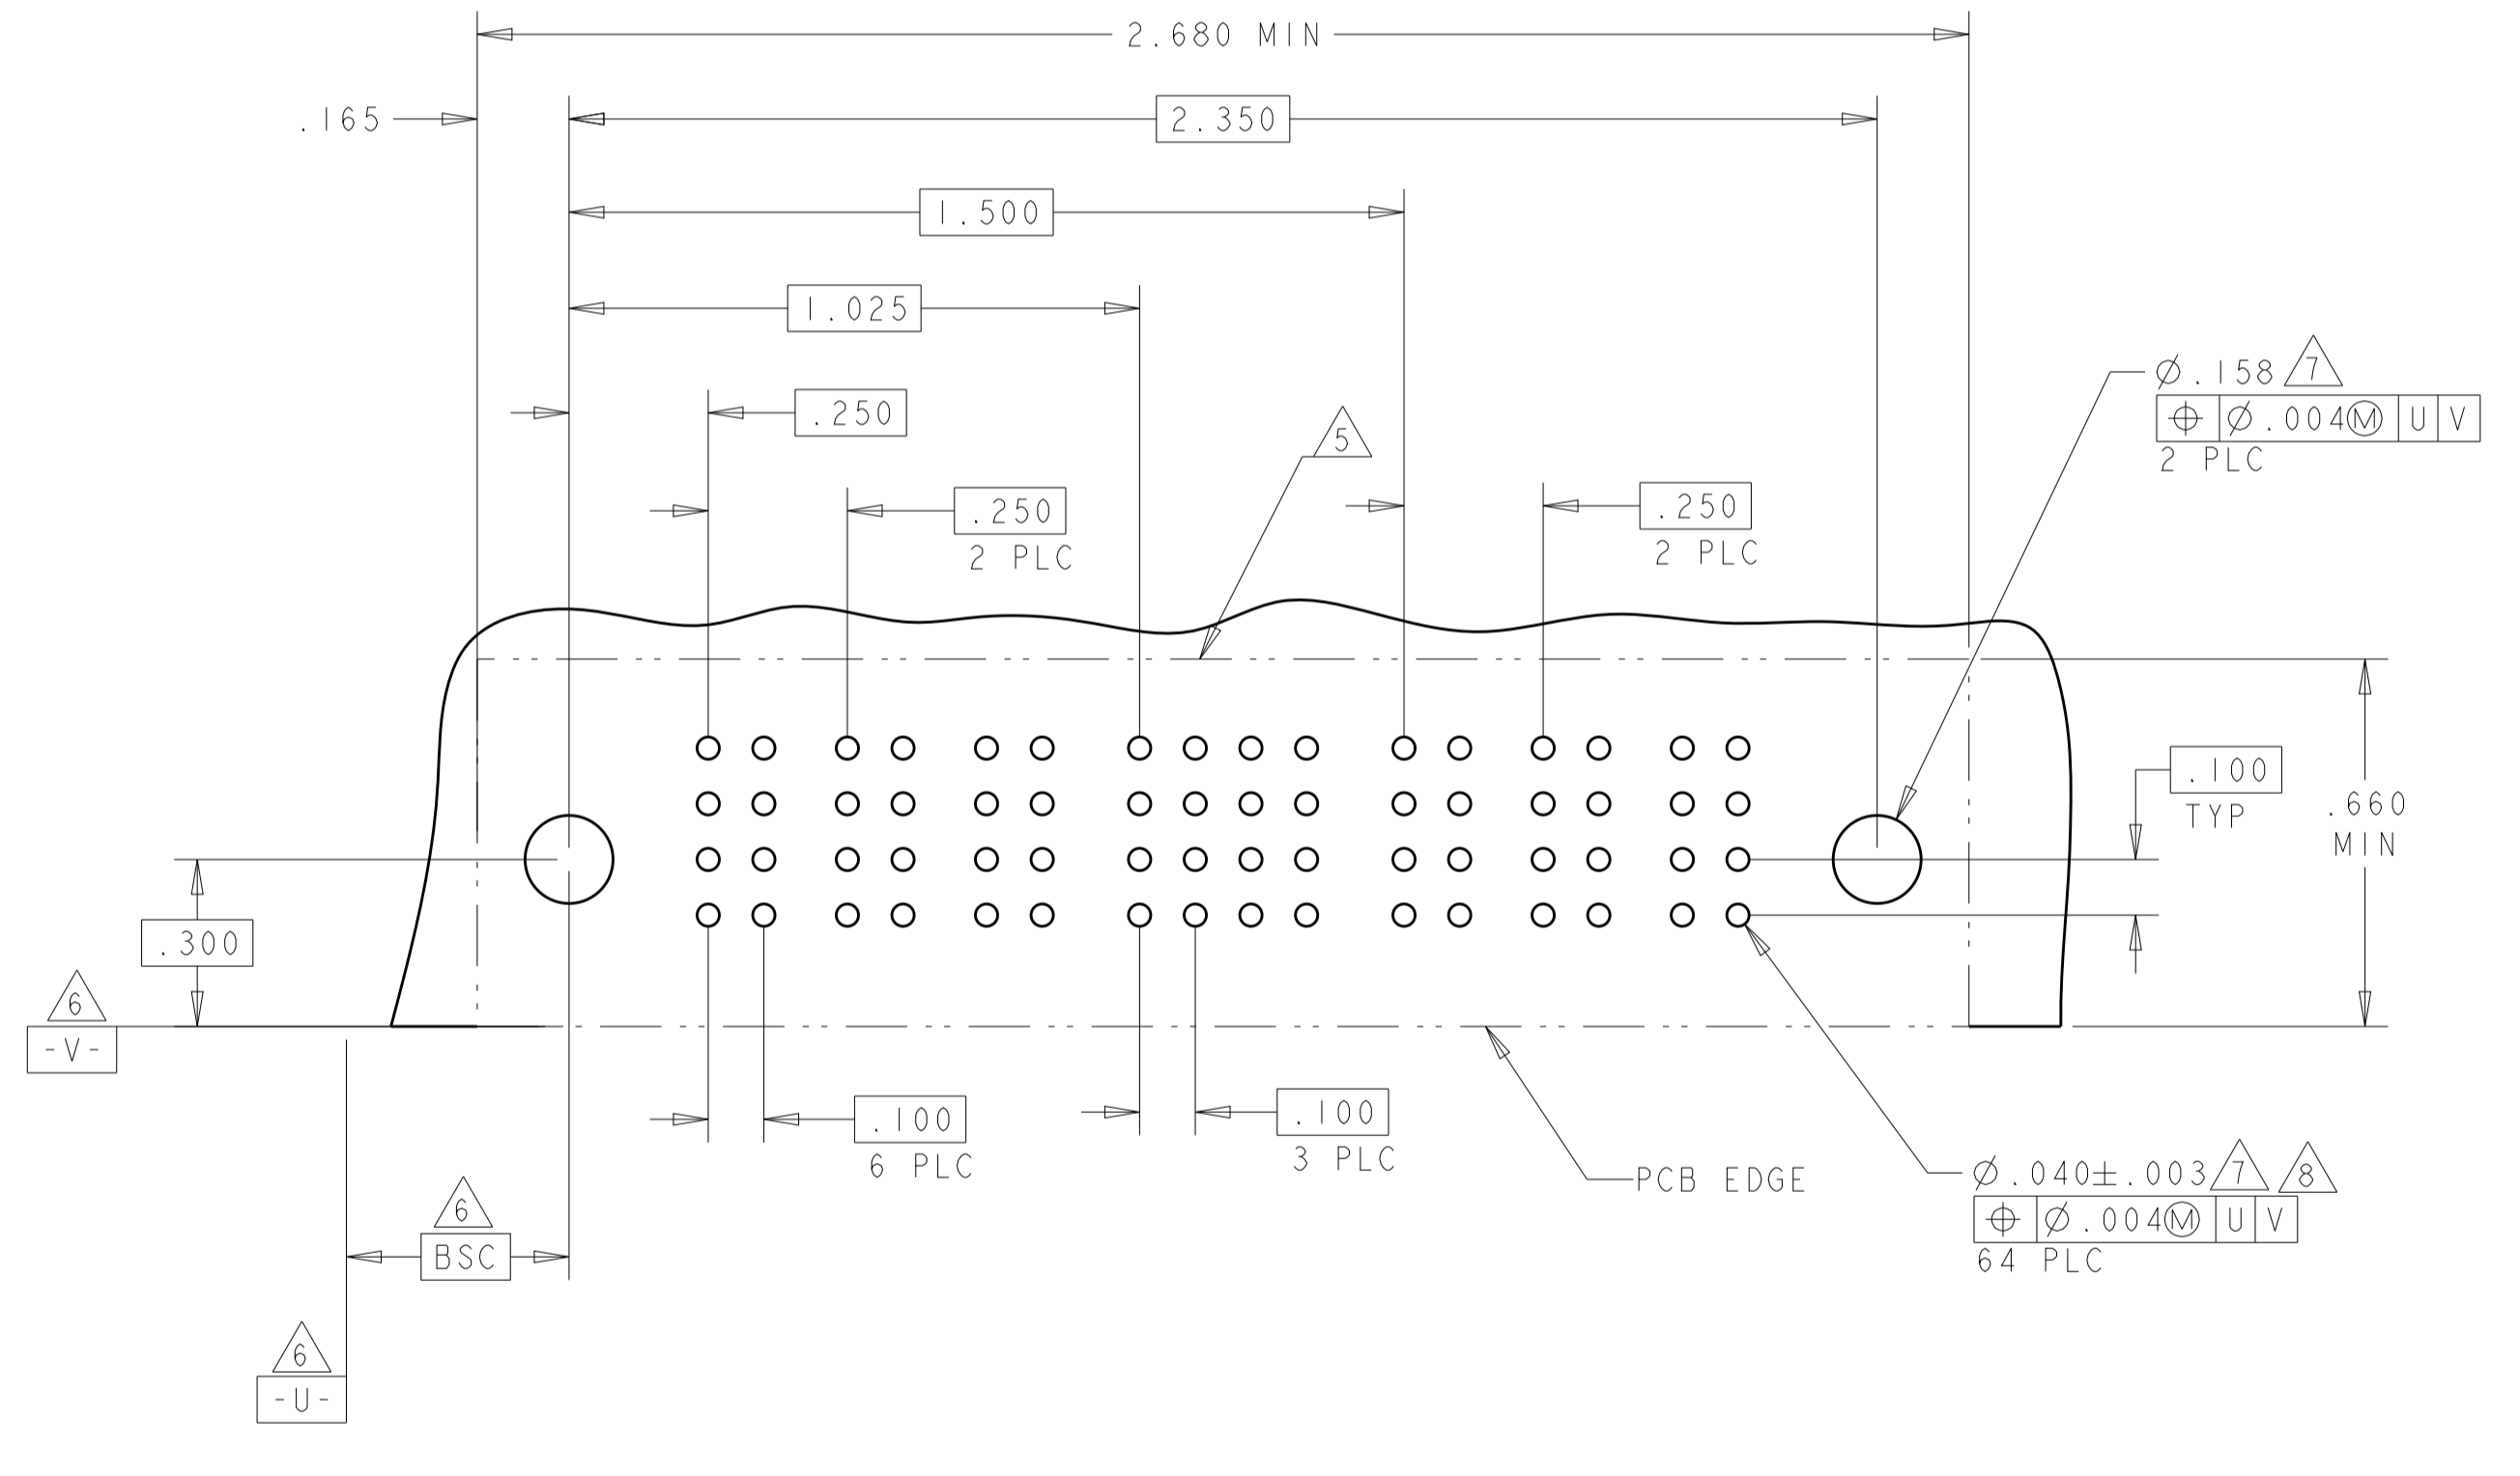 2.680 MIN
.165
2.350
1.500
1.025
.250
.250
2 PLC
5
.250
2 PLC
⌀.158 7
⌖ ⌀.004Ⓜ U V
2 PLC
.100
TYP
.660
MIN
.300
6
-V-
.100
6 PLC
.100
3 PLC
PCB EDGE
⌀.040±.003 7 8
⌖ ⌀.004Ⓜ U V
64 PLC
6
BSC
6
-U-